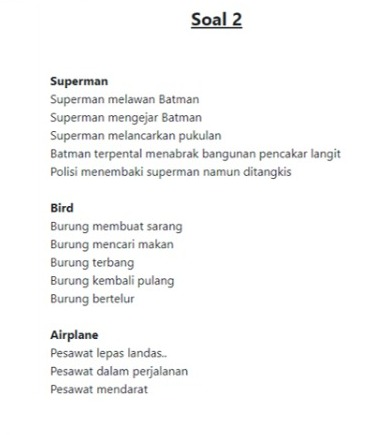 Soal 2
Superman
Superman melawan Batman
Superman mengejar Batman
Superman melancarkan pukulan
Batman terpental menabrak bangunan pencakar langit
Polisi menembaki superman namun ditangkis
Bird
Burung membuat sarang
Burung mencari makan
Burung terbang
Burung kembali pulang
Burung bertelur
Airplane
Pesawat lepas landas..
Pesawat dalam perjalanan
Pesawat mendarat